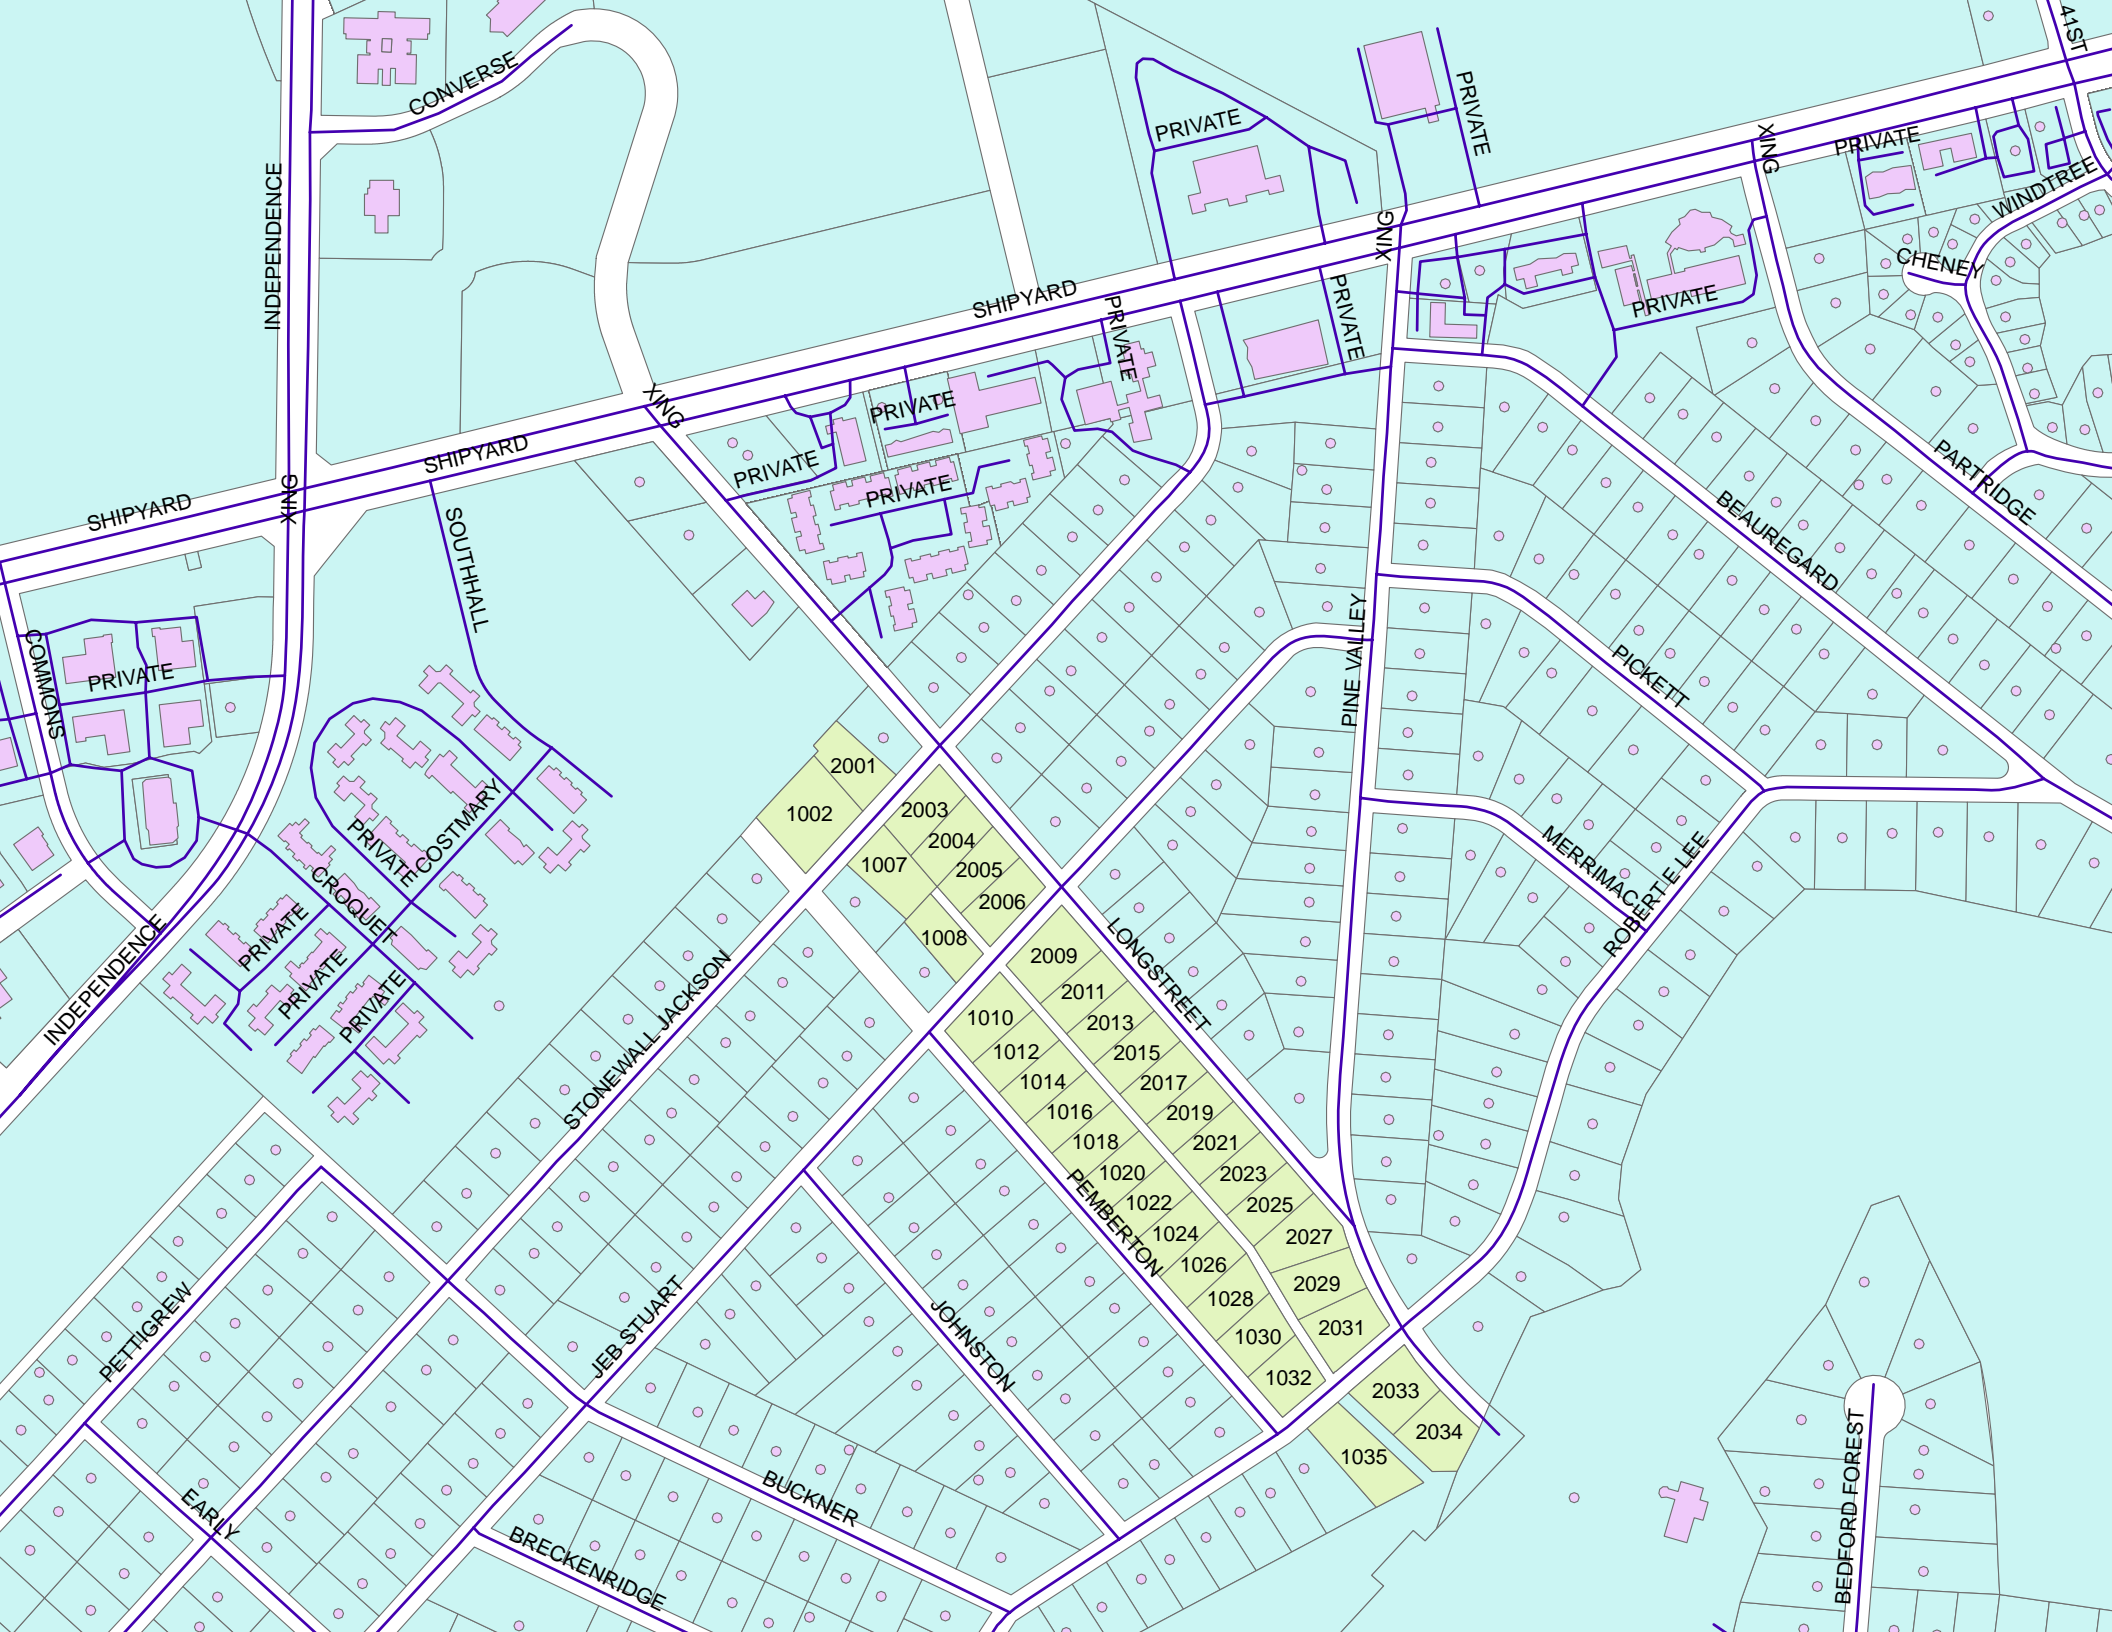 41ST
CONVERSE
PRIVATE
PRIVATE
XING
PRIVATE
WINDTREE
INDEPENDENCE
XING
CHENEY
SHIPYARD
PRIVATE
PRIVATE
PRIVATE
XING
PRIVATE
SHIPYARD
PRIVATE
PRIVATE
PARTRIDGE
SHIPYARD
XING
BEAUREGARD
SOUTHALL
COMMONS
PRIVATE
PINE VALLEY
PICKETT
2001
1002
2003
2004
1007
2005
2006
1008
PRIVATE
COSTMARY
CROQUET
MERRIMAC
ROBERT E LEE
PRIVATE
PRIVATE
PRIVATE
INDEPENDENCE
STONEWALL JACKSON
LONGSTREET
2009
2011
1010
2013
1012
2015
1014
2017
1016
2019
1018
2021
1020
2023
1022
2025
1024
2027
1026
2029
1028
2031
1030
1032
PEMBERTON
2033
2034
1035
PETTIGREW
JEB STUART
JOHNSTON
EARLY
BUCKNER
BRECKENRIDGE
BEDFORD FOREST